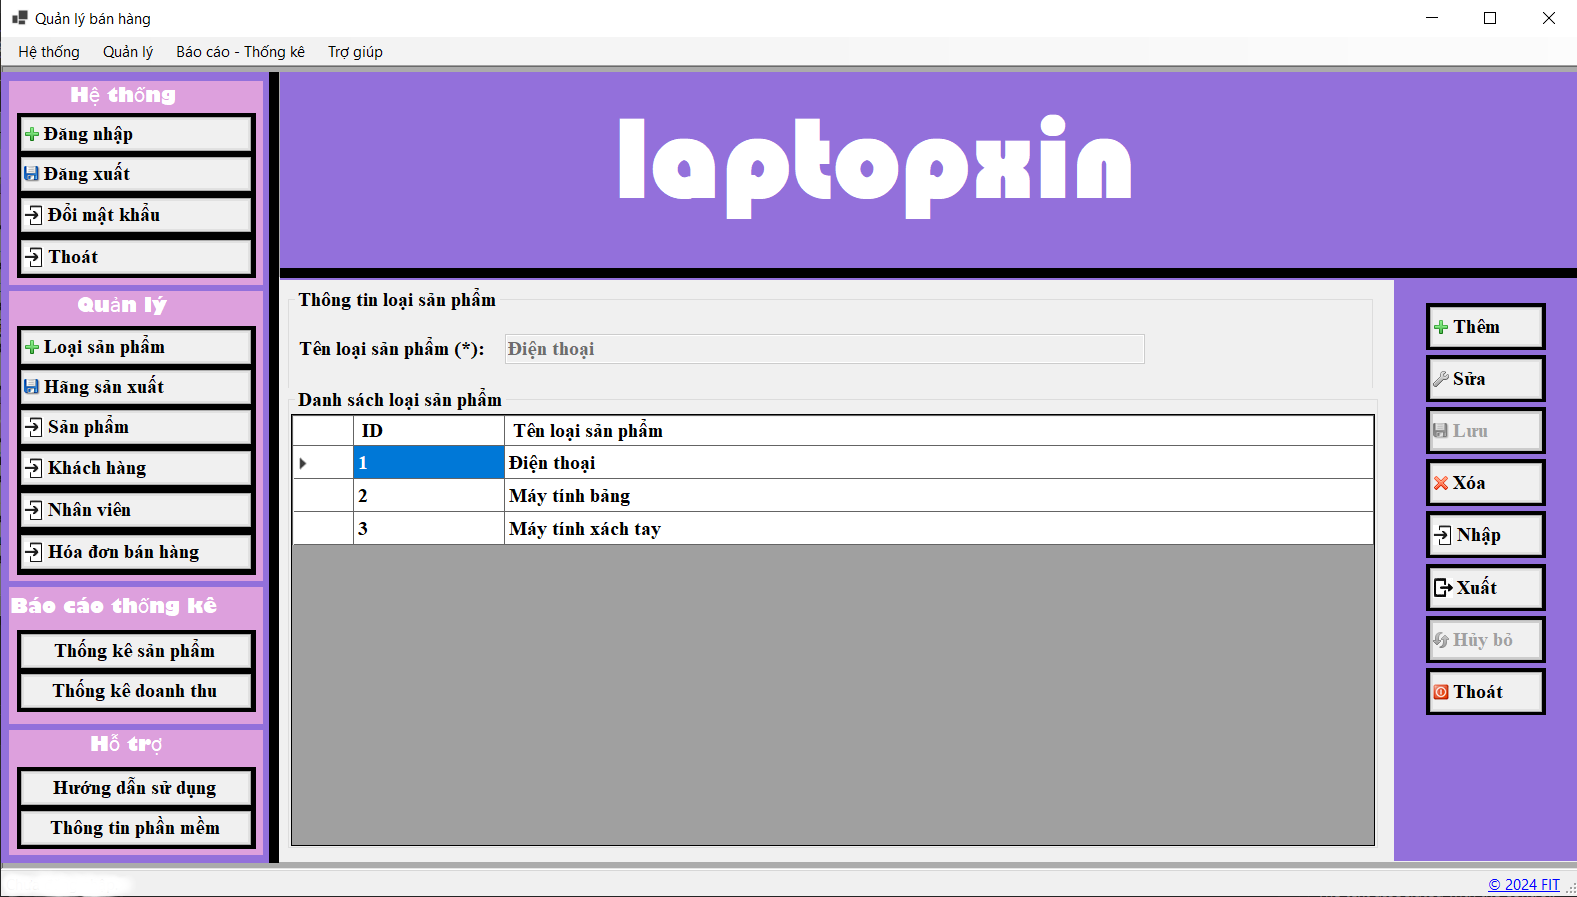 Quản lý bán hàng
Hệ thống Quản lý Báo cáo - Thống kê Trợ giúp
Hệ thống
Đăng nhập
Đăng xuất
Đổi mật khẩu
Thoát
Quản lý
Loại sản phẩm
Hãng sản xuất
Sản phẩm
Khách hàng
Nhân viên
Hóa đơn bán hàng
Báo cáo thống kê
Thống kê sản phẩm
Thống kê doanh thu
Hỗ trợ
Hướng dẫn sử dụng
Thông tin phần mềm
laptopxin
Thông tin loại sản phẩm
Tên loại sản phẩm (*): Điện thoại
Danh sách loại sản phẩm
ID Tên loại sản phẩm
1 Điện thoại
2 Máy tính bảng
3 Máy tính xách tay
Thêm
Sửa
Lưu
Xóa
Nhập
Xuất
Hủy bỏ
Thoát
© 2024 FIT